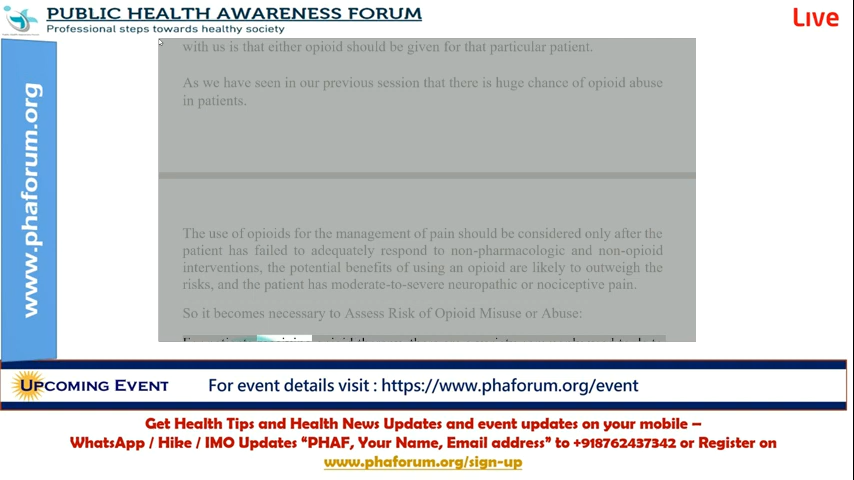 PUBLIC HEALTH AWARENESS FORUM
Professional steps towards healthy society
Live
www.phaforum.org
with us is that either opioid should be given for that particular patient.
As we have seen in our previous session that there is huge chance of opioid abuse
in patients.
The use of opioids for the management of pain should be considered only after the
patient has failed to adequately respond to non-pharmacologic and non-opioid
interventions, the potential benefits of using an opioid are likely to outweigh the
risks, and the patient has moderate-to-severe neuropathic or nociceptive pain.
So it becomes necessary to Assess Risk of Opioid Misuse or Abuse:
UPCOMING EVENT
For event details visit : https://www.phaforum.org/event
Get Health Tips and Health News Updates and event updates on your mobile –
WhatsApp / Hike / IMO Updates “PHAF, Your Name, Email address” to +918762437342 or Register on
www.phaforum.org/sign-up